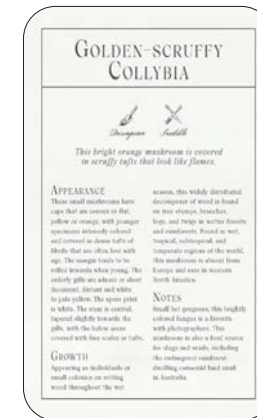 GOLDEN-SCRUFFY
COLLYBIA
Decomposer
Inedible
This bright orange mushroom is covered
in scruffy tufts that look like flames.
APPEARANCE
These small mushrooms have
caps that are convex or flat,
yellow or orange, with younger
specimens intensely colored
and covered in dense tufts of
fibrils that are often lost with
age. The margin tends to be
rolled inwards when young. The
gills are adnate or short
decurrent, distant and white
to pale yellow. The spore print
is white. The stem is central,
tapered slightly towards the
gills, with the below areas
covered with fine scales or tufts.
GROWTH
Appearing as individuals or
small colonies on rotting
wood throughout the wet
season, this widely distributed
decomposer of wood is found
on tree stumps, branches,
logs, and twigs in wetter forests
and rainforests. Found in wet,
tropical, subtropical, and
temperate regions of the world,
this mushroom is absent from
Europe and rare in western
North America.
NOTES
Small but gorgeous, this brightly
colored fungus is a favorite
with photographers. This
mushroom is also a food source
for slugs and snails, including
the endangered rainforest
dwelling camaenid land snail
in Australia.